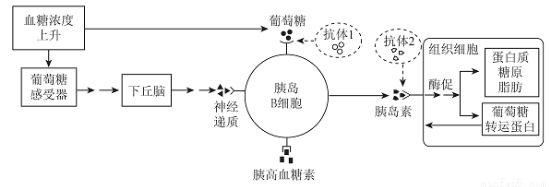 血糖浓度
上升
葡萄糖
感受器
下丘脑
神经
递质
葡萄糖
抗体1
胰岛
B细胞
胰高血糖素
抗体2
胰岛素
组织细胞
酶促
蛋白质
糖原
脂肪
葡萄糖
转运蛋白